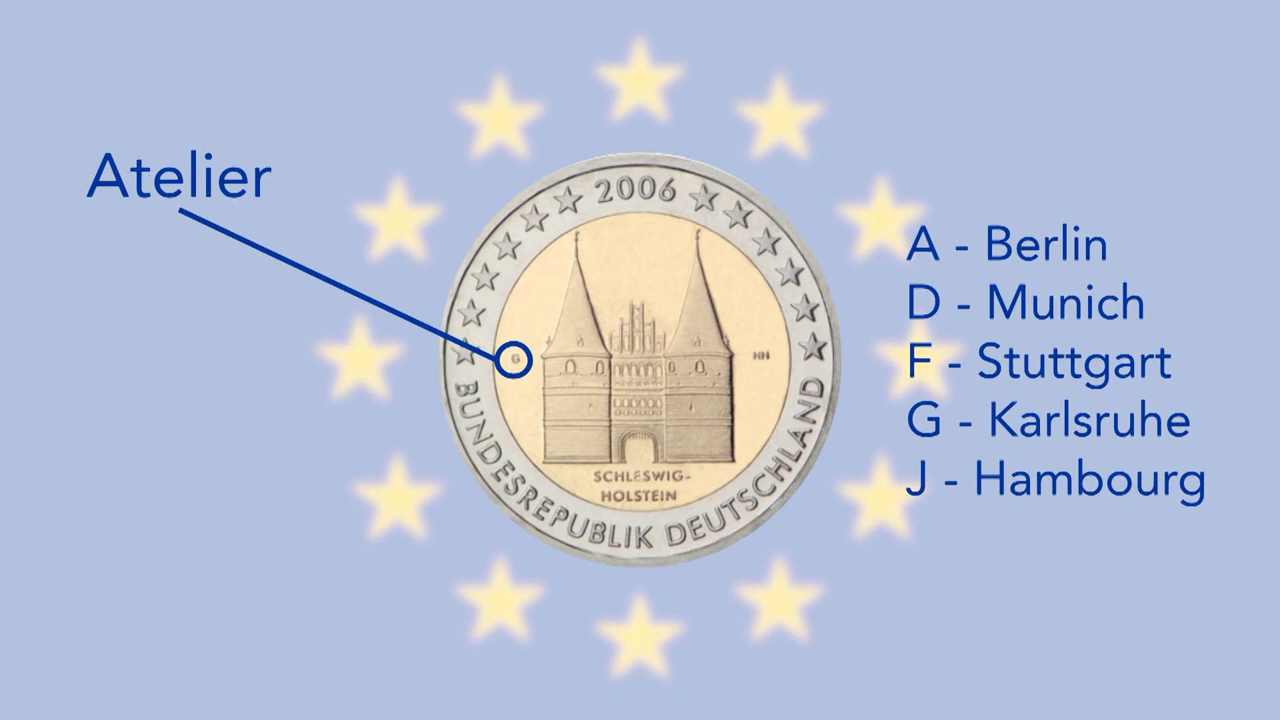 Atelier
2006
G
HH
SCHLESWIG-
HOLSTEIN
BUNDESREPUBLIK DEUTSCHLAND
A - Berlin
D - Munich
F - Stuttgart
G - Karlsruhe
J - Hambourg